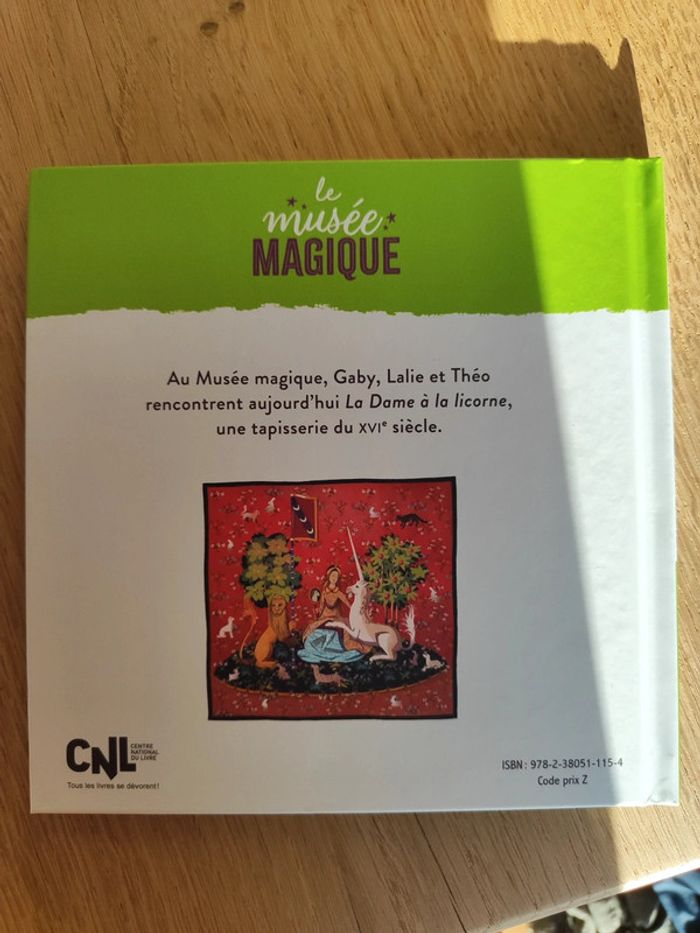 le
musée
MAGIQUE
Au Musée magique, Gaby, Lalie et Théo
rencontrent aujourd'hui La Dame à la licorne,
une tapisserie du XVIe siècle.
CNL CENTRE
NATIONAL
DU LIVRE
Tous les livres se dévorent!
ISBN : 978-2-38051-115-4
Code prix Z